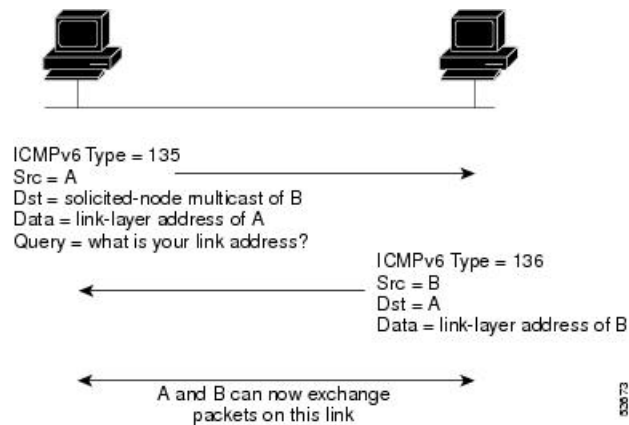 ICMPv6 Type = 135
Src = A
Dst = solicited-node multicast of B
Data = link-layer address of A
Query = what is your link address?
ICMPv6 Type = 136
Src = B
Dst = A
Data = link-layer address of B
A and B can now exchange
packets on this link
52673